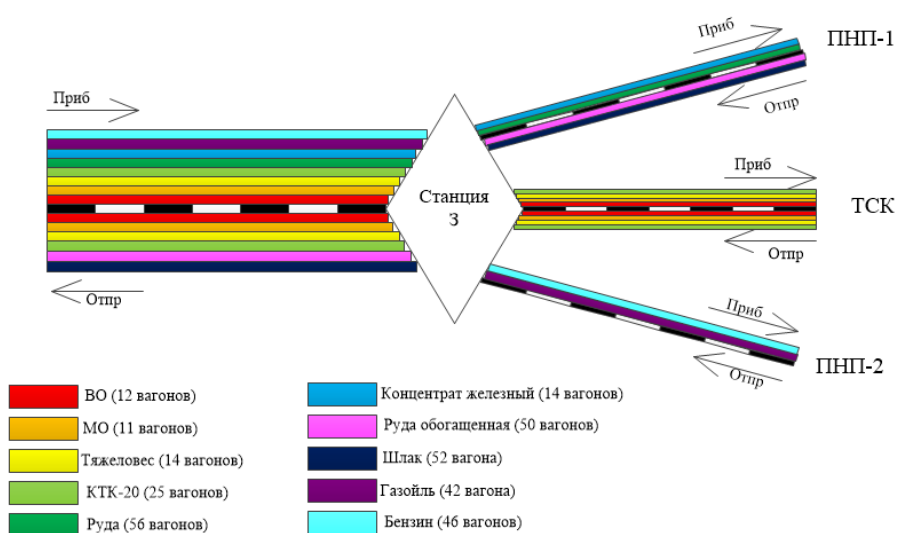 Приб
ПНП-1
Приб
Отпр
Приб
Станция
3
ТСК
Отпр
Отпр
Приб
ПНП-2
Отпр
ВО (12 вагонов)
МО (11 вагонов)
Тяжеловес (14 вагонов)
КТК-20 (25 вагонов)
Руда (56 вагонов)
Концентрат железный (14 вагонов)
Руда обогащенная (50 вагонов)
Шлак (52 вагона)
Газойль (42 вагона)
Бензин (46 вагонов)